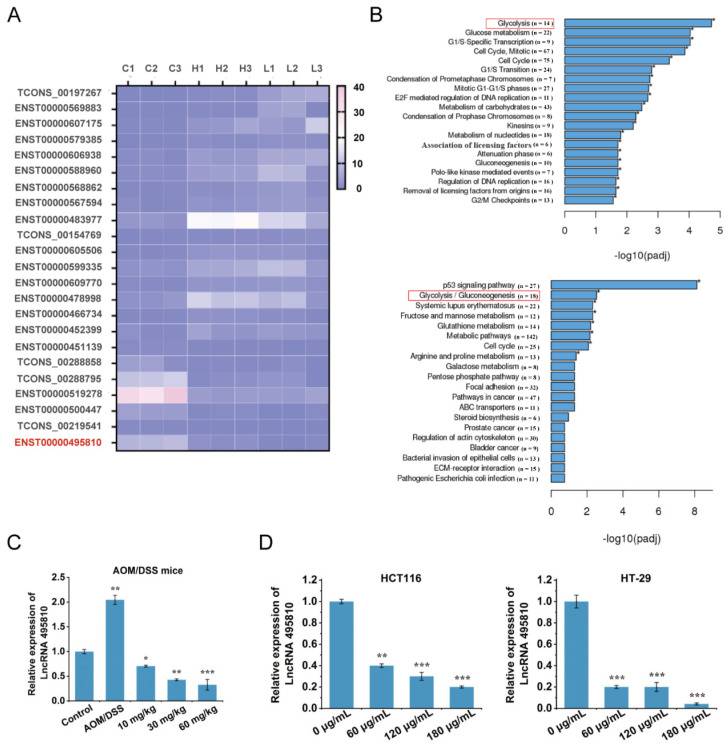 A
C1 C2 C3 H1 H2 H3 L1 L2 L3
TCONS_00197267
ENST00000569883
ENST00000607175
ENST00000579385
ENST00000606938
ENST00000588960
ENST00000568862
ENST00000567594
ENST00000483977
TCONS_00154769
ENST00000605506
ENST00000599335
ENST00000609770
ENST00000478998
ENST00000466734
ENST00000452399
ENST00000451139
TCONS_00288858
TCONS_00288795
ENST00000519278
ENST00000500447
TCONS_00219541
ENST00000495810
40
30
20
10
0
B
Glycolysis (n = 14)
Glucose metabolism (n = 22)
G1/S-Specific Transcription (n = 9)
Cell Cycle, Mitotic (n = 67)
Cell Cycle (n = 75)
G1/S Transition (n = 24)
Condensation of Prometaphase Chromosomes (n = 7)
Mitotic G1-G1/S phases (n = 27)
E2F mediated regulation of DNA replication (n = 11)
Metabolism of carbohydrates (n = 43)
Condensation of Prophase Chromosomes (n = 8)
Kinesins (n = 9)
Metabolism of nucleotides (n = 18)
Association of licensing factors (n = 6)
Attenuation phase (n = 6)
Gluconeogenesis (n = 10)
Polo-like kinase mediated events (n = 7)
Regulation of DNA replication (n = 16)
Removal of licensing factors from origins (n = 16)
G2/M Checkpoints (n = 13)
0 1 2 3 4 5
-log10(padj)
p53 signaling pathway (n = 27)
Glycolysis / Gluconeogenesis (n = 18)
Systemic lupus erythematosus (n = 22)
Fructose and mannose metabolism (n = 12)
Glutathione metabolism (n = 14)
Metabolic pathways (n = 142)
Cell cycle (n = 25)
Arginine and proline metabolism (n = 13)
Galactose metabolism (n = 8)
Pentose phosphate pathway (n = 8)
Focal adhesion (n = 32)
Pathways in cancer (n = 47)
ABC transporters (n = 11)
Steroid biosynthesis (n = 6)
Prostate cancer (n = 15)
Regulation of actin cytoskeleton (n = 30)
Bladder cancer (n = 9)
Bacterial invasion of epithelial cells (n = 13)
ECM-receptor interaction (n = 15)
Pathogenic Escherichia coli infection (n = 11)
0 2 4 6 8
-log10(padj)
C
AOM/DSS mice
Relative expression of
LncRNA 495810
2.5
2.0
1.5
1.0
0.5
0.0
** * ** ***
Control AOM/DSS 10 mg/kg 30 mg/kg 60 mg/kg
D
HCT116
Relative expression of
LncRNA 495810
1.2
1.0
0.8
0.6
0.4
0.2
0.0
** *** ***
0 μg/mL 60 μg/mL 120 μg/mL 180 μg/mL
HT-29
Relative expression of
LncRNA 495810
1.2
1.0
0.8
0.6
0.4
0.2
0.0
*** *** ***
0 μg/mL 60 μg/mL 120 μg/mL 180 μg/mL